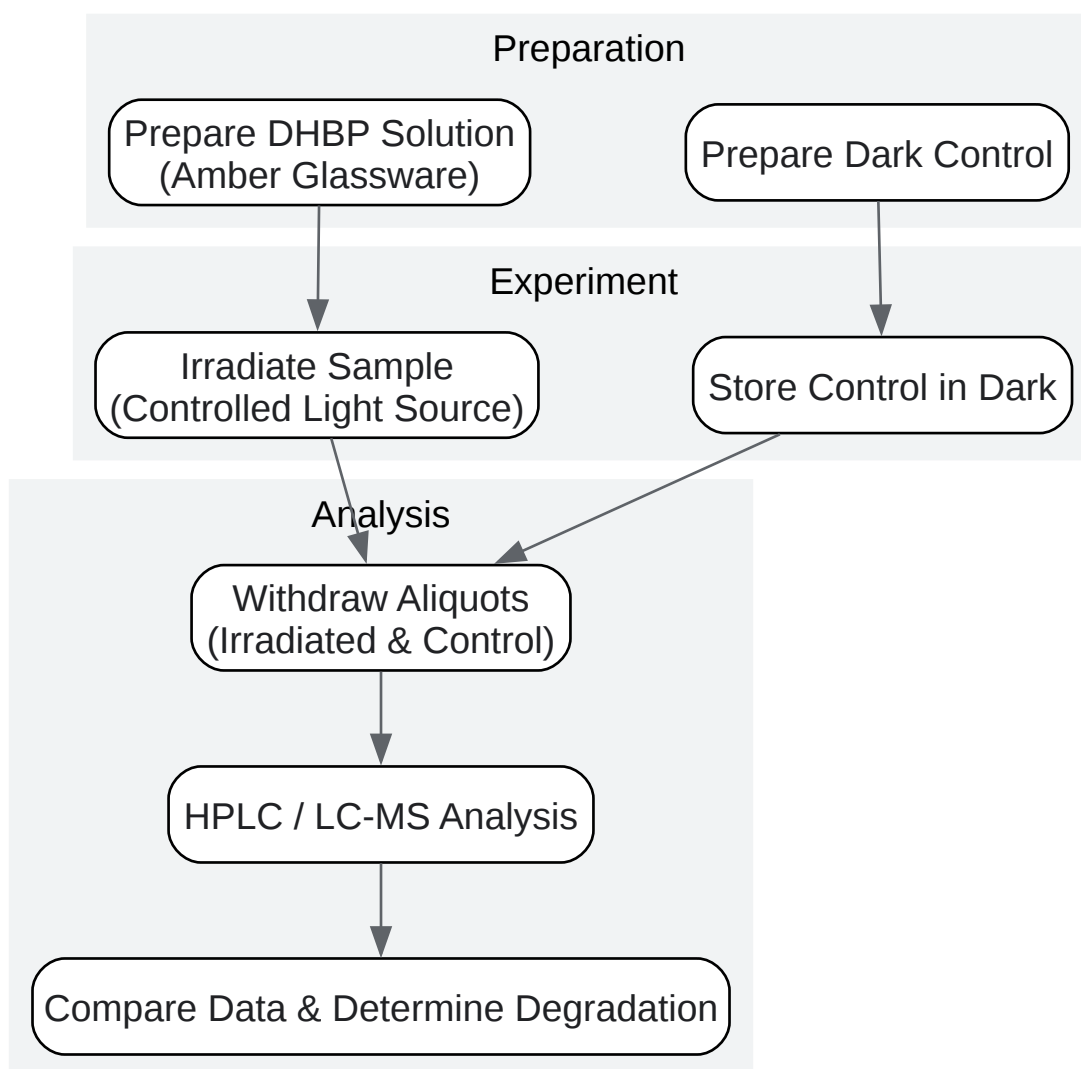 Preparation
Prepare DHBP Solution
(Amber Glassware)
Prepare Dark Control
Experiment
Irradiate Sample
(Controlled Light Source)
Store Control in Dark
Analysis
Withdraw Aliquots
(Irradiated & Control)
HPLC / LC-MS Analysis
Compare Data & Determine Degradation